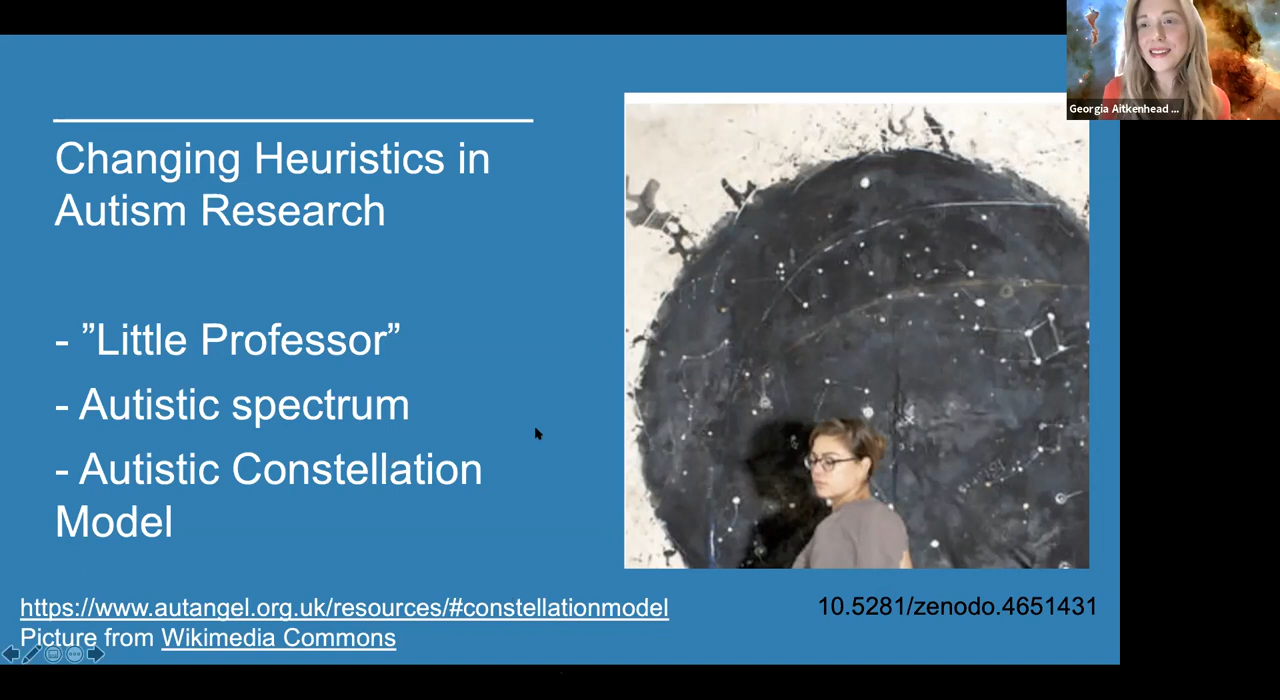 Georgia Aitkenhead ...
Changing Heuristics in
Autism Research
- ”Little Professor”
- Autistic spectrum
- Autistic Constellation
Model
https://www.autangel.org.uk/resources/#constellationmodel
Picture from Wikimedia Commons
10.5281/zenodo.4651431